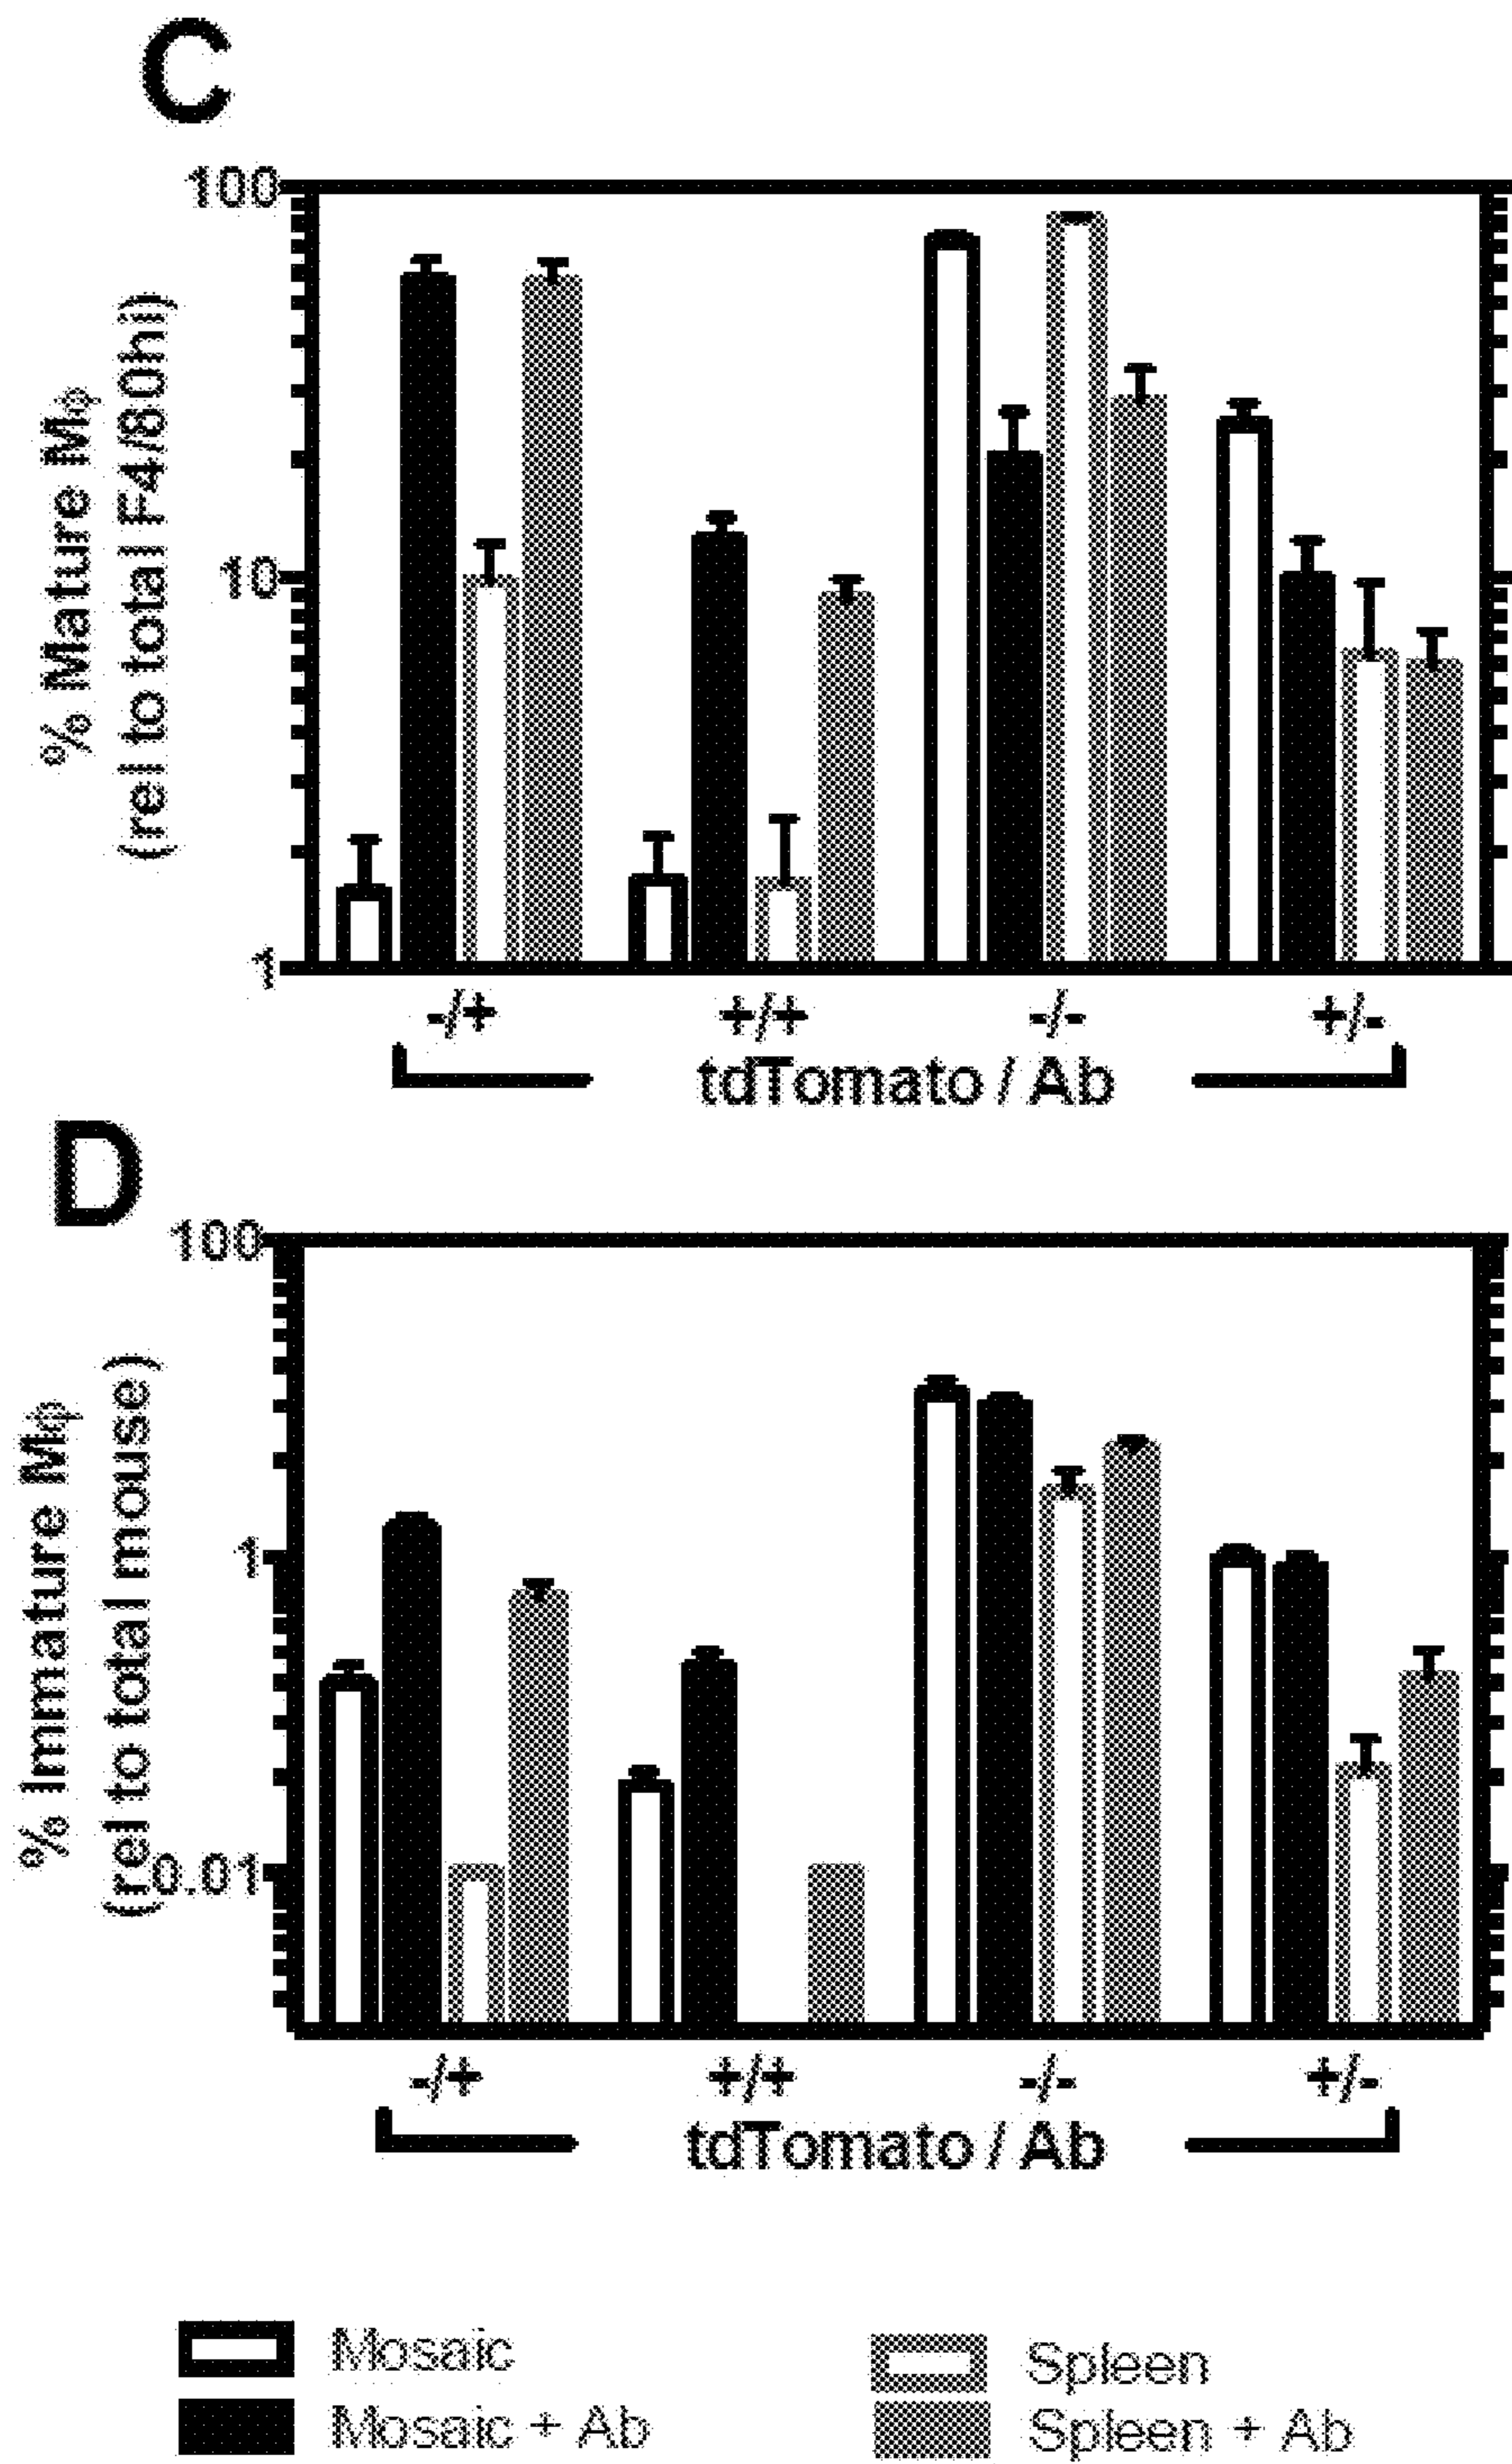 C
% Mature Mφ
(rel to total F4/80hi)
100
10
1
-/+ +/+ -/- +/-
tdTomato / Ab
D
% Immature Mφ
(rel to total mouse)
100
1
0.01
-/+ +/+ -/- +/-
tdTomato / Ab
Mosaic
Mosaic + Ab
Spleen
Spleen + Ab